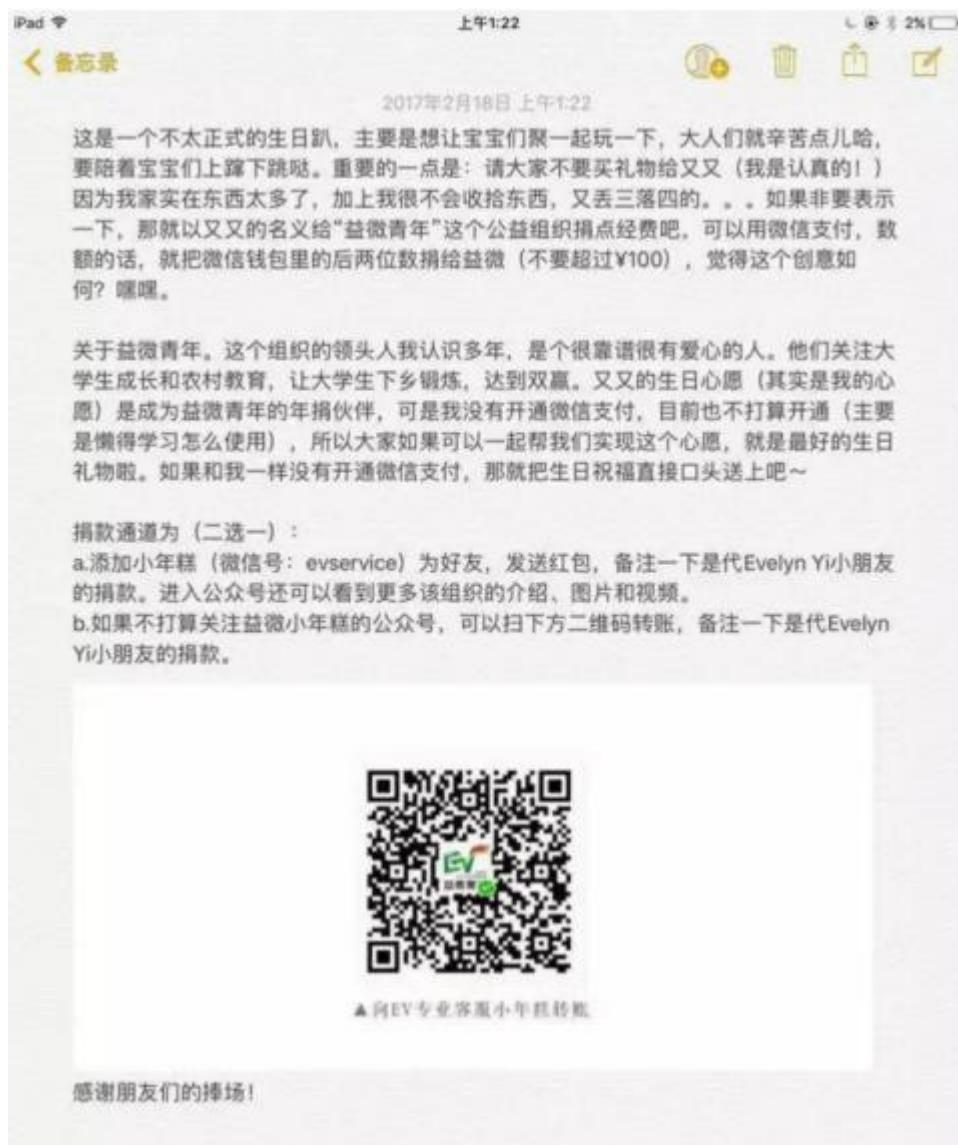 iPad
上午1:22
2%
备忘录
2017年2月18日 上午1:22
这是一个不太正式的生日趴，主要是想让宝宝们聚一起玩一下，大人们就辛苦点儿哈，
要陪着宝宝们上蹿下跳哒。重要的一点是：请大家不要买礼物给又又（我是认真的！）
因为我家实在东西太多了，加上我很不会收拾东西，又丢三落四的。。。如果非要表示
一下，那就以又又的名义给“益微青年”这个公益组织捐点经费吧，可以用微信支付，数
额的话，就把微信钱包里的后两位数捐给益微（不要超过¥100），觉得这个创意如
何？嘿嘿。
关于益微青年。这个组织的领头人我认识多年，是个很靠谱很有爱心的人。他们关注大
学生成长和农村教育，让大学生下乡锻炼，达到双赢。又又的生日心愿（其实是我的心
愿）是成为益微青年的年捐伙伴，可是我没有开通微信支付，目前也不打算开通（主要
是懒得学习怎么使用），所以大家如果可以一起帮我们实现这个心愿，就是最好的生日
礼物啦。如果和我一样没有开通微信支付，那就把生日祝福直接口头送上吧～
捐款通道为（二选一）：
a.添加小年糕（微信号：evservice）为好友，发送红包，备注一下是代Evelyn Yi小朋友
的捐款。进入公众号还可以看到更多该组织的介绍、图片和视频。
b.如果不打算关注益微小年糕的公众号，可以扫下方二维码转账，备注一下是代Evelyn
Yi小朋友的捐款。
EV
▲向EV专业客服小年糕转账
感谢朋友们的捧场！